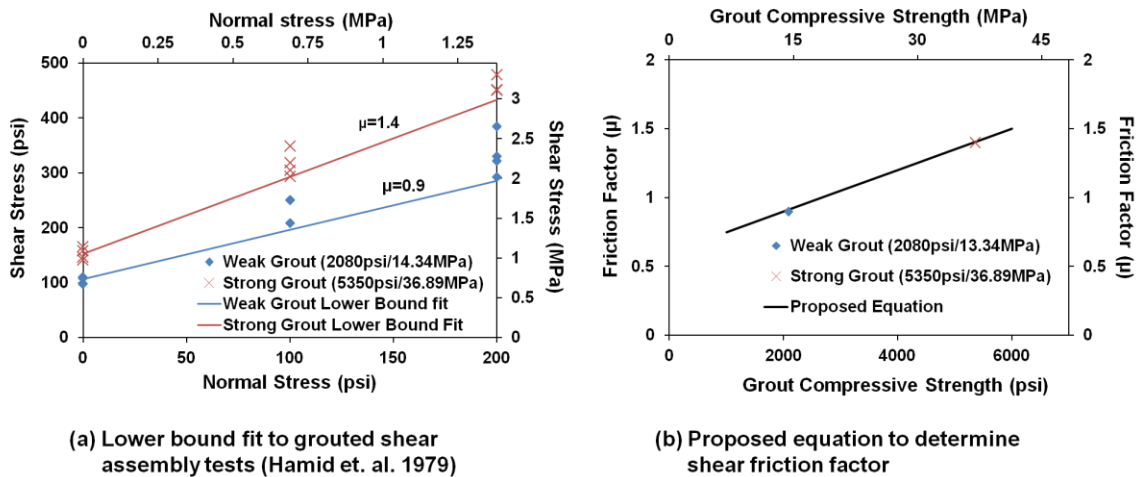 Normal stress (MPa)
0 0.25 0.5 0.75 1 1.25
500
400
300
200
100
0
Shear Stress (psi)
μ=1.4
μ=0.9
Weak Grout (2080psi/14.34MPa)
Strong Grout (5350psi/36.89MPa)
Weak Grout Lower Bound fit
Strong Grout Lower Bound Fit
3
2.5
2
1.5
1
0.5
0
Shear Stress (MPa)
0 50 100 150 200
Normal Stress (psi)
(a) Lower bound fit to grouted shear
assembly tests (Hamid et. al. 1979)
Grout Compressive Strength (MPa)
0 15 30 45
2
1.5
1
0.5
0
Friction Factor (μ)
Weak Grout (2080psi/13.34MPa)
Strong Grout (5350psi/36.89MPa)
Proposed Equation
2
1.5
1
0.5
0
Friction Factor (μ)
0 2000 4000 6000
Grout Compressive Strength (psi)
(b) Proposed equation to determine
shear friction factor